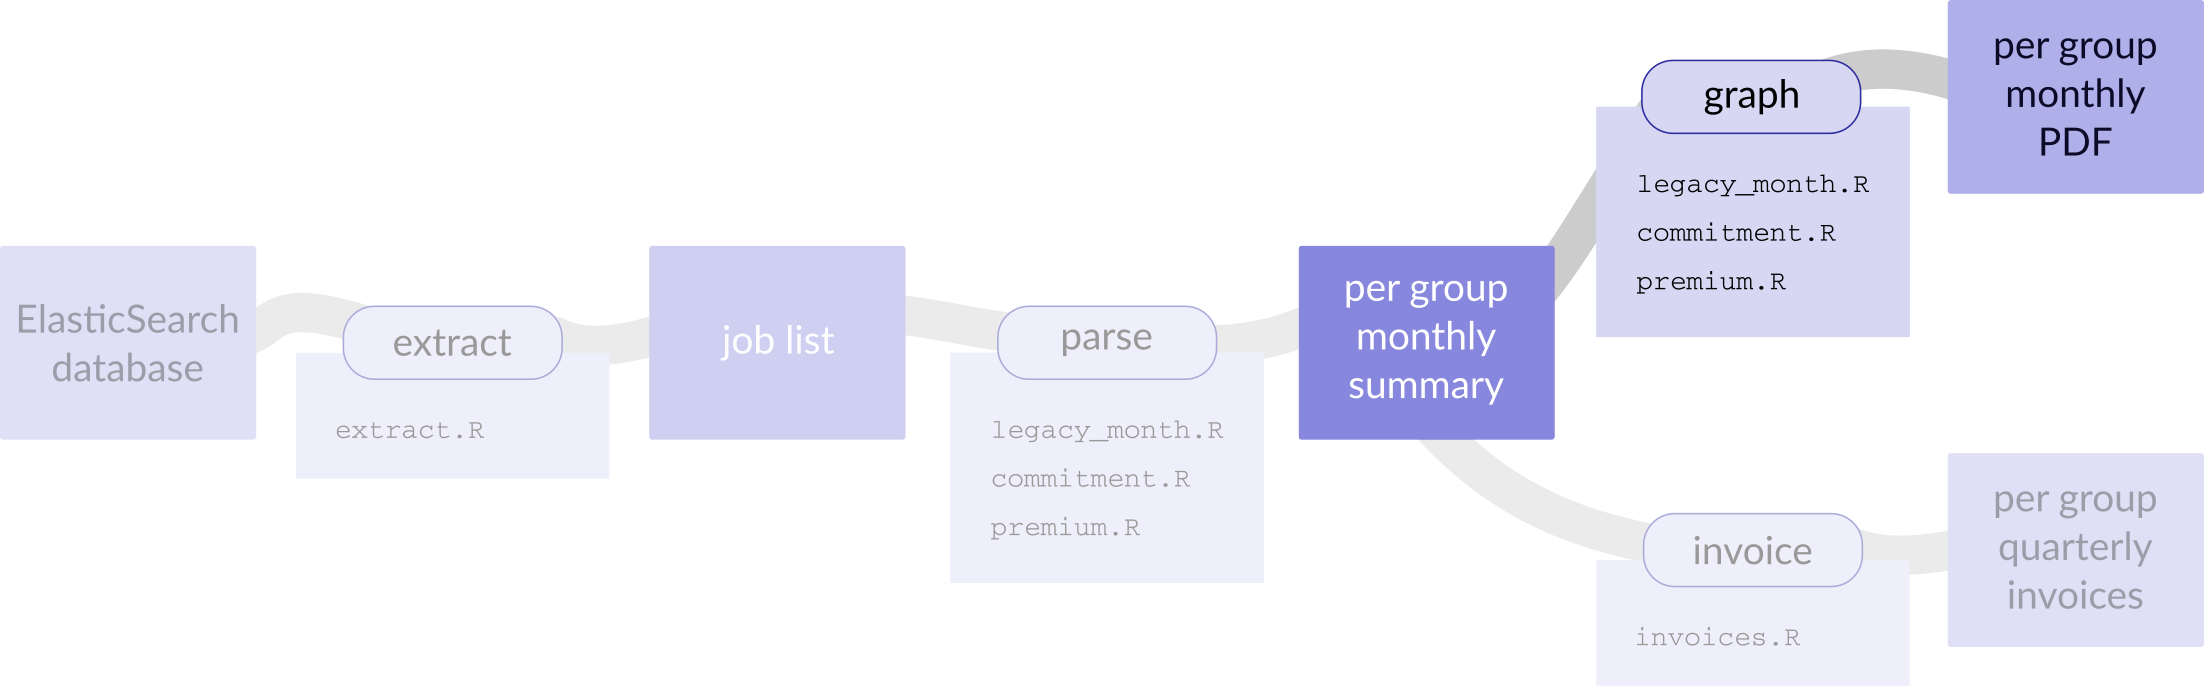 ElasticSearch
database
extract
extract.R
job list
parse
legacy_month.R
commitment.R
premium.R
per group
monthly
summary
graph
legacy_month.R
commitment.R
premium.R
per group
monthly
PDF
invoice
invoices.R
per group
quarterly
invoices